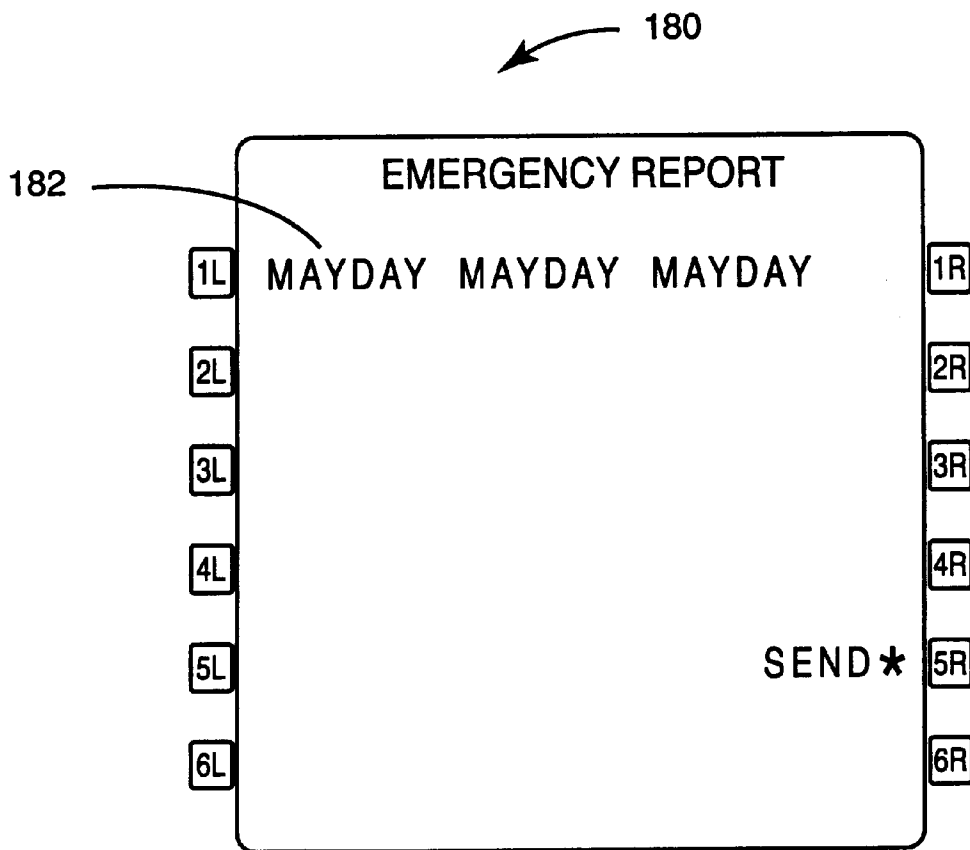 180
EMERGENCY REPORT
182
1L MAYDAY MAYDAY MAYDAY 1R
2L 2R
3L 3R
4L 4R
5L SEND* 5R
6L 6R